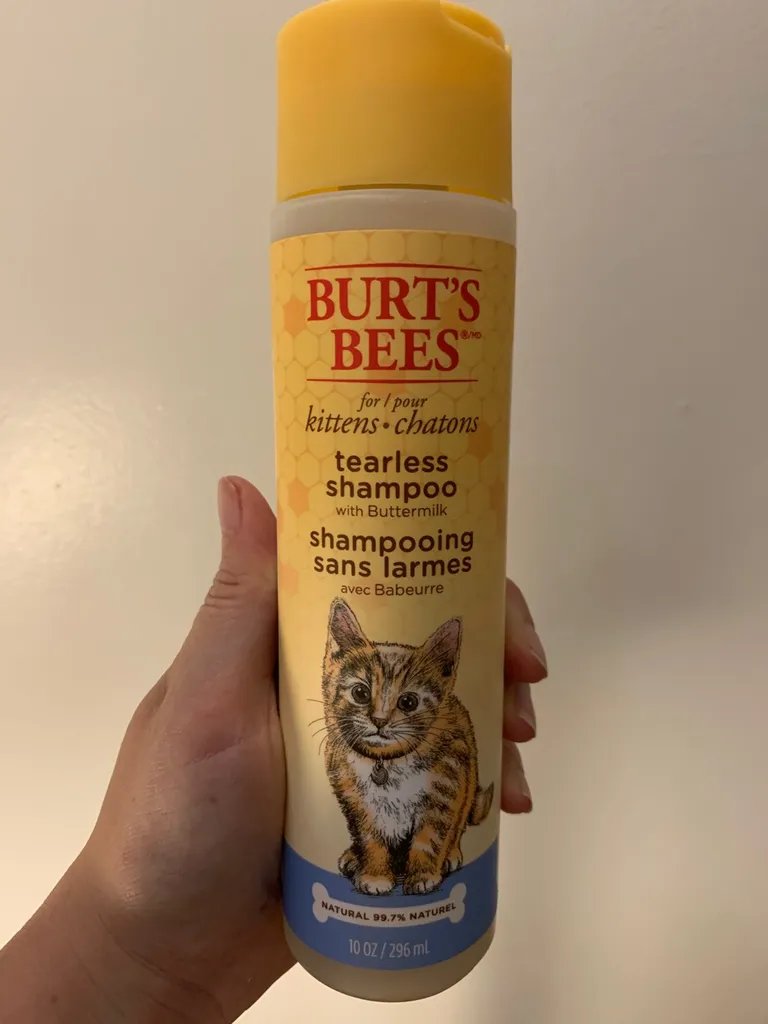 BURT'S
BEES®/MD
for / pour
kittens • chatons
tearless
shampoo
with Buttermilk
shampooing
sans larmes
avec Babeurre
NATURAL 99.7% NATUREL
10 OZ / 296 mL